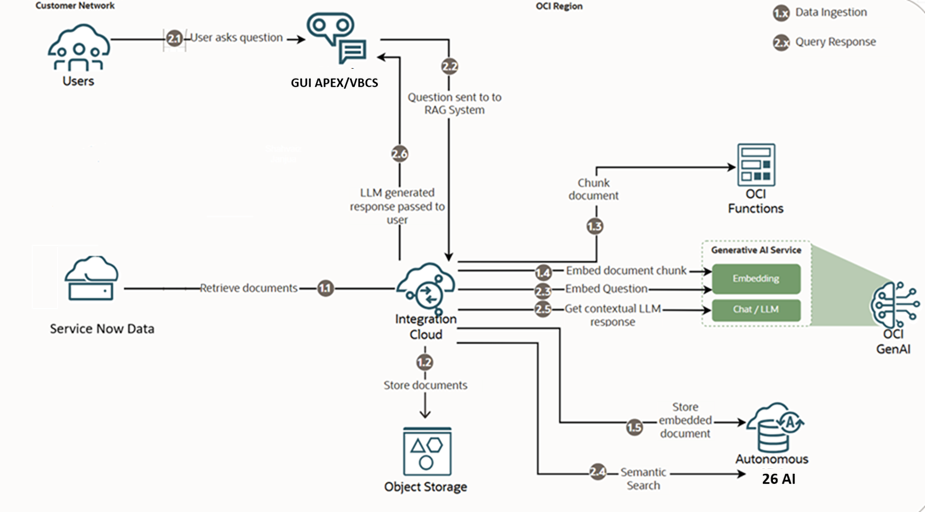 Customer Network
OCI Region
1.x Data Ingestion
2.x Query Response
2.1 User asks question
Users
GUI APEX/VBCS
2.2
Question sent to to
RAG System
2.6
LLM generated
response passed to
user
Chunk
document
1.3
OCI
Functions
Generative AI Service
1.4 Embed document chunk
Embedding
2.3 Embed Question
2.5 Get contextual LLM
response
Chat / LLM
OCI
GenAI
Retrieve documents 1.1
Service Now Data
Integration
Cloud
1.2
Store documents
Object Storage
Store
embedded
document
1.5
A
Autonomous
26 AI
2.4 Semantic
Search